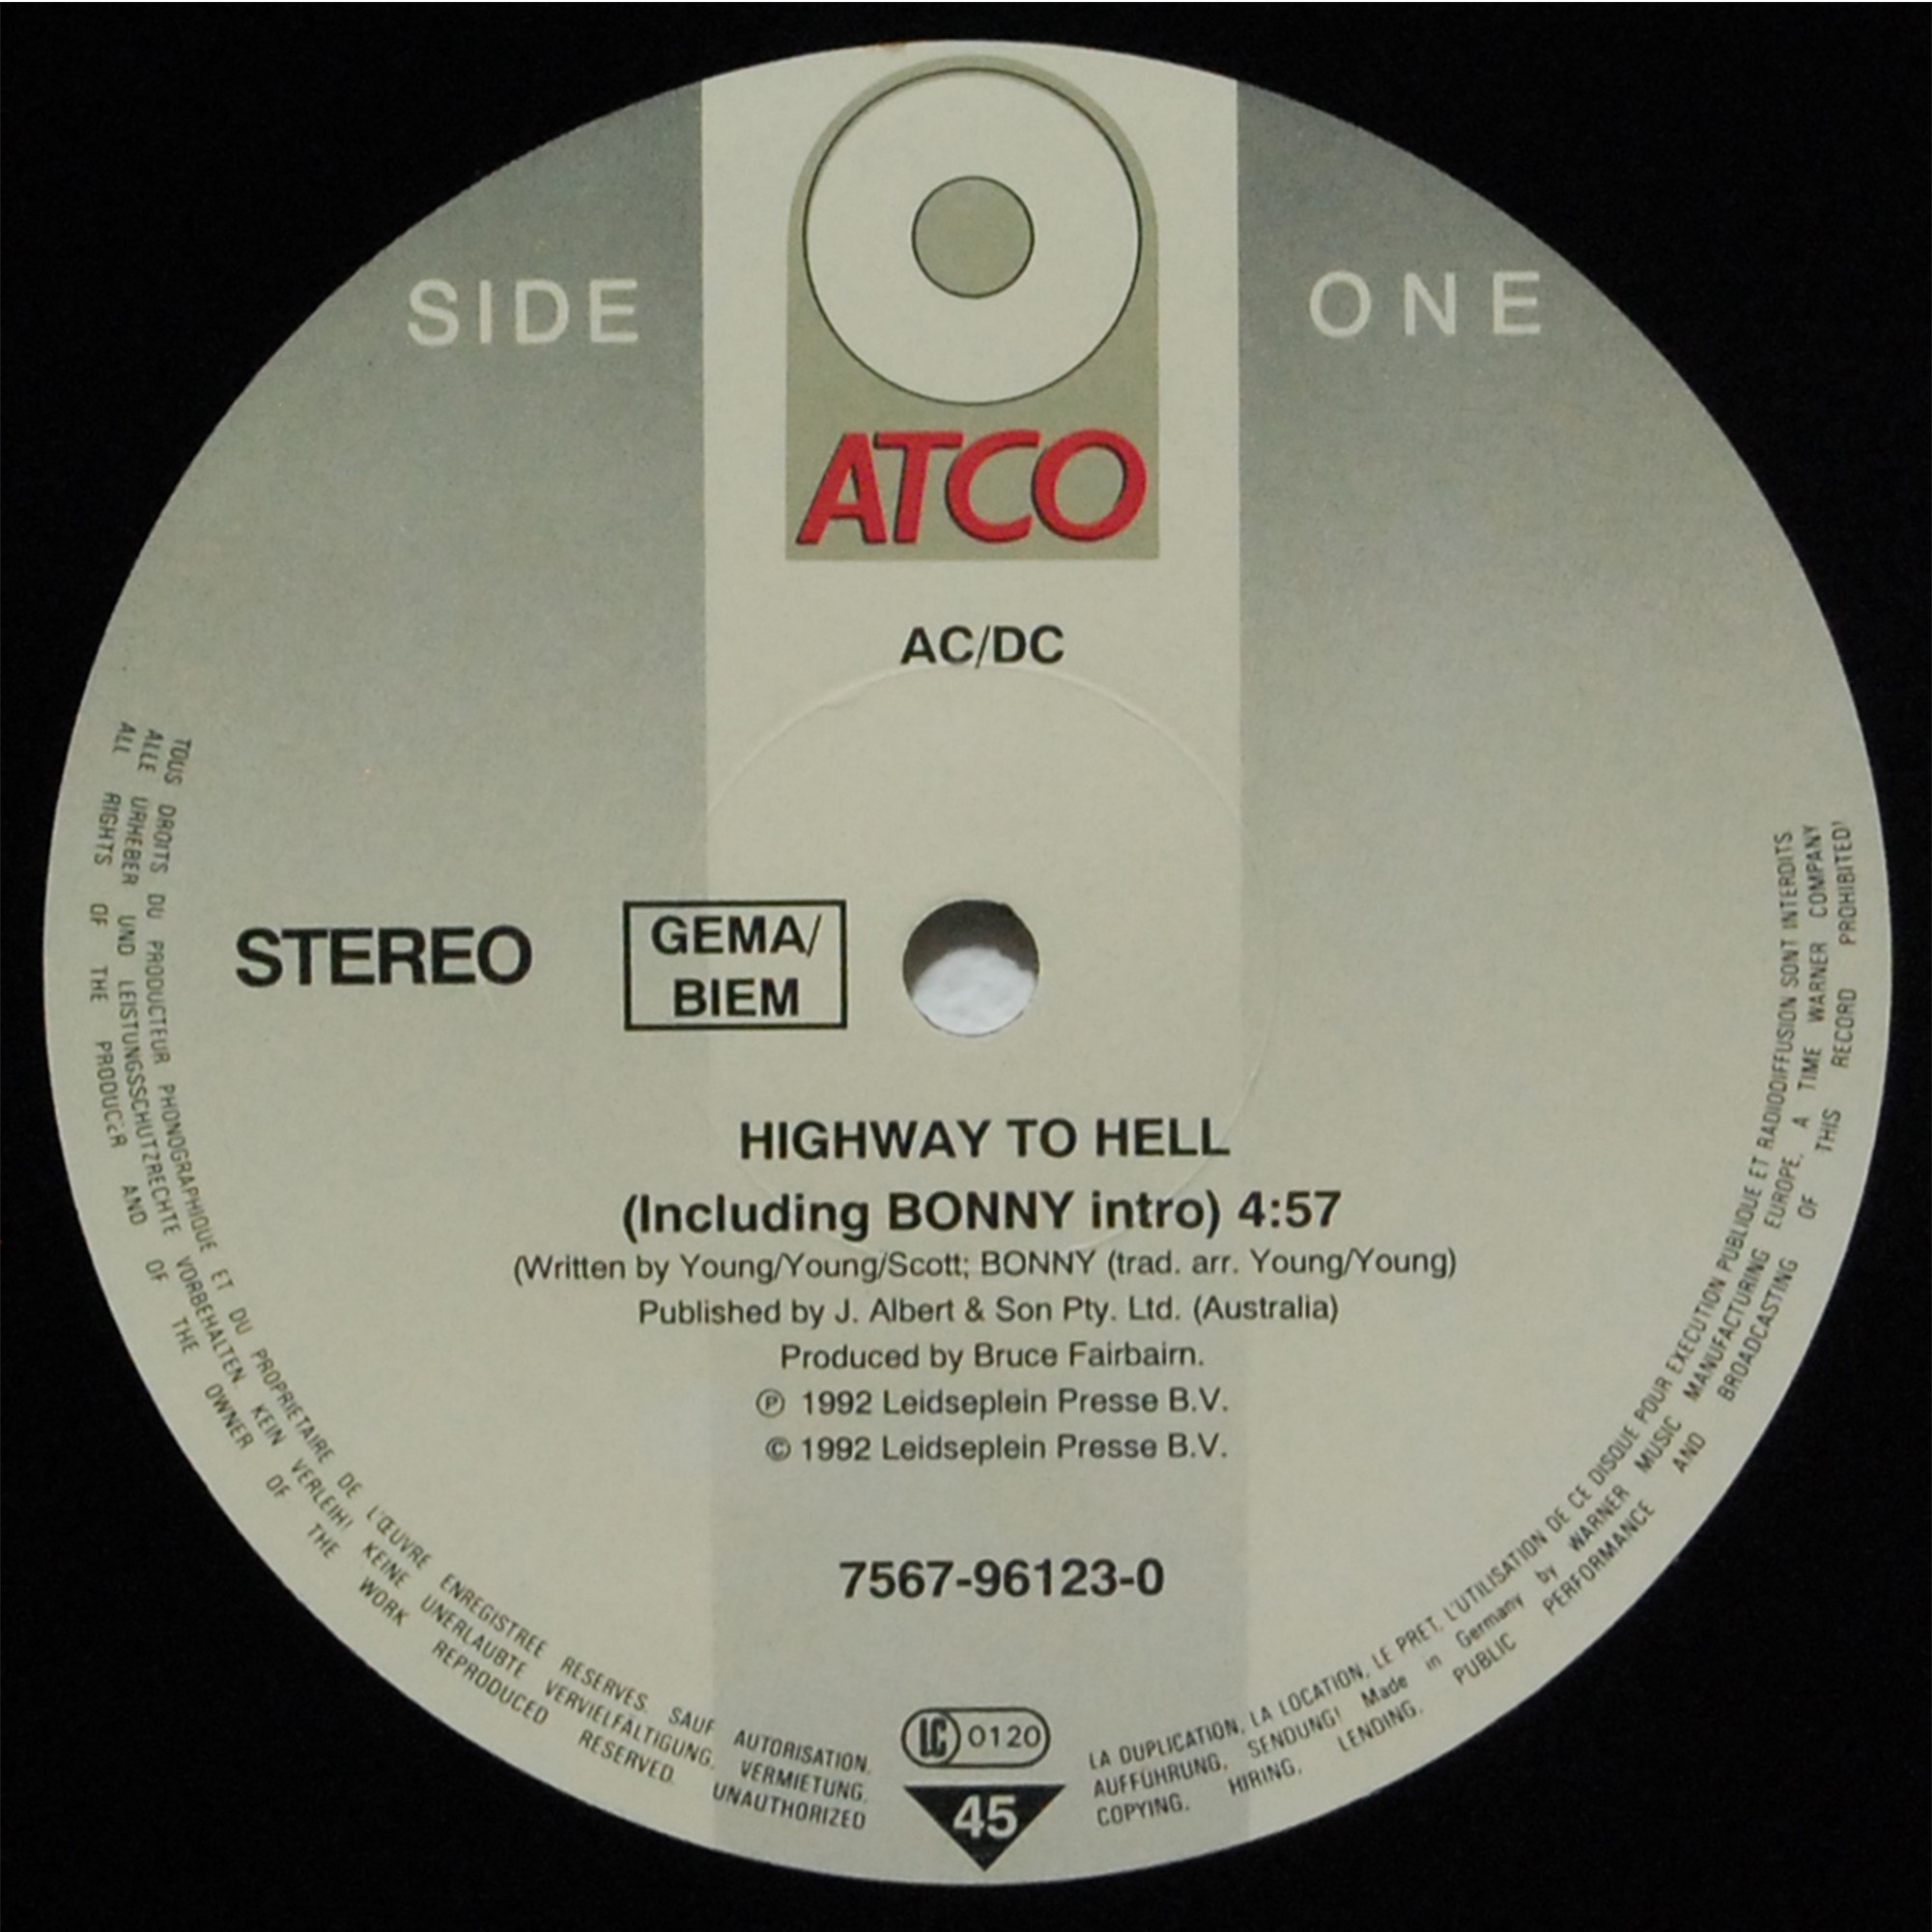 SIDE ONE
ATCO
AC/DC
STEREO
GEMA/
BIEM
HIGHWAY TO HELL
(Including BONNY intro) 4:57
(Written by Young/Young/Scott; BONNY (trad. arr. Young/Young)
Published by J. Albert & Son Pty. Ltd. (Australia)
Produced by Bruce Fairbairn.
Ⓟ 1992 Leidseplein Presse B.V.
© 1992 Leidseplein Presse B.V.
7567-96123-0
LC 0120
45
TOUS DROITS DU PRODUCTEUR PHONOGRAPHIQUE ET DU PROPRIETAIRE DE L'ŒUVRE ENREGISTREE RESERVES. SAUF AUTORISATION, LA DUPLICATION, LA LOCATION, LE PRET, L'UTILISATION DE CE DISQUE POUR EXECUTION PUBLIQUE ET RADIODIFFUSION SONT INTERDITS
ALLE URHEBER UND LEISTUNGSSCHUTZRECHTE VORBEHALTEN. KEIN VERLEIH! KEINE UNERLAUBTE VERVIELFÄLTIGUNG, VERMIETUNG, AUFFÜHRUNG, SENDUNG! Made in Germany by WARNER MUSIC MANUFACTURING EUROPE, A TIME WARNER COMPANY
ALL RIGHTS OF THE PRODUCER AND OF THE OWNER OF THE WORK REPRODUCED RESERVED. UNAUTHORIZED COPYING, HIRING, LENDING, PUBLIC PERFORMANCE AND BROADCASTING OF THIS RECORD PROHIBITED!